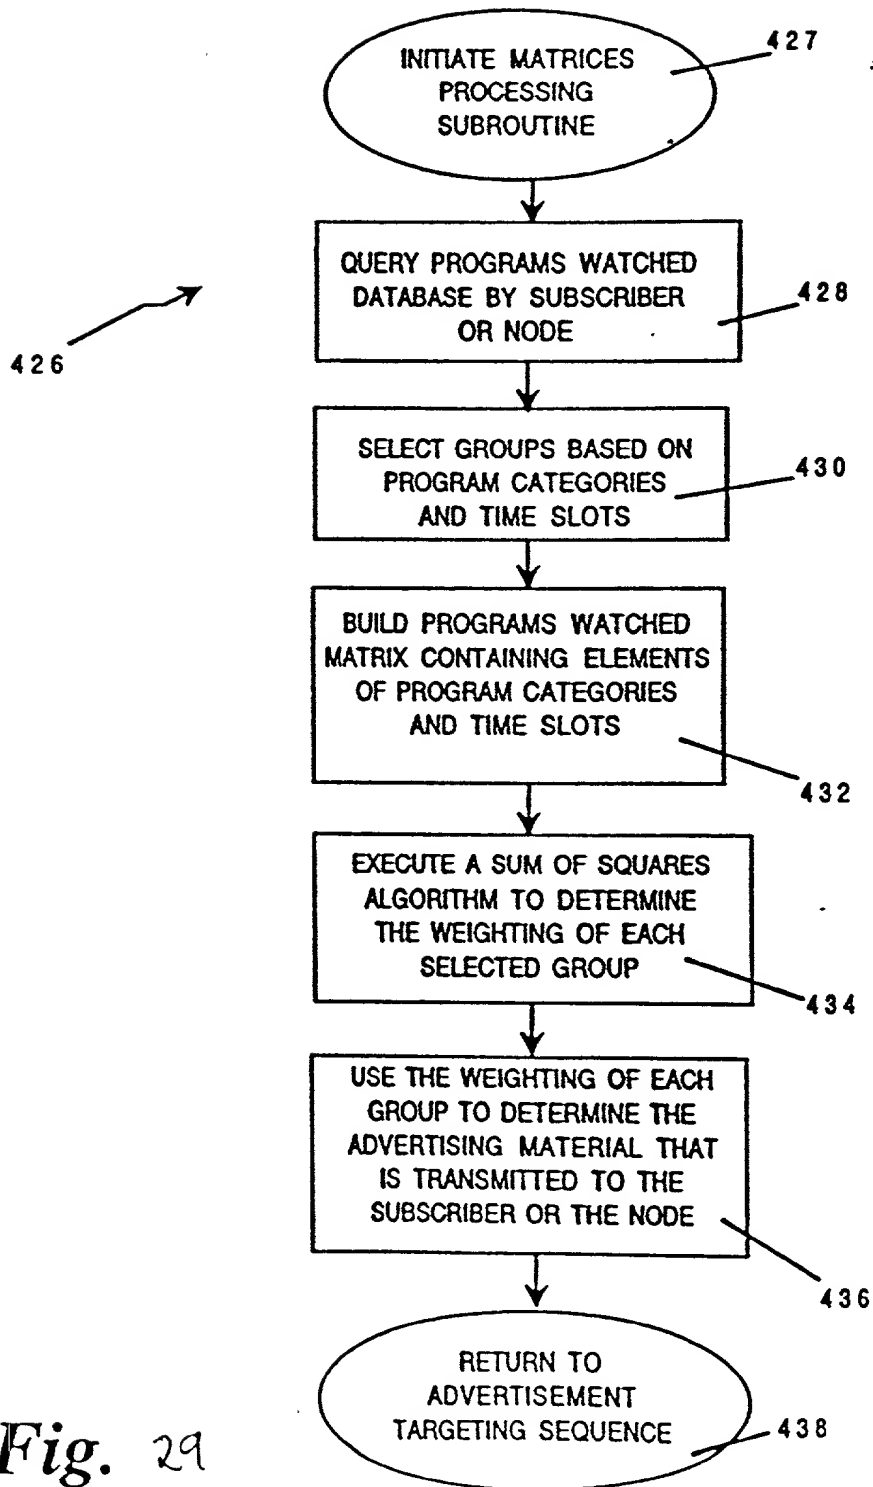 INITIATE MATRICES
PROCESSING
SUBROUTINE
427
QUERY PROGRAMS WATCHED
DATABASE BY SUBSCRIBER
OR NODE
428
426
SELECT GROUPS BASED ON
PROGRAM CATEGORIES
AND TIME SLOTS
430
BUILD PROGRAMS WATCHED
MATRIX CONTAINING ELEMENTS
OF PROGRAM CATEGORIES
AND TIME SLOTS
432
EXECUTE A SUM OF SQUARES
ALGORITHM TO DETERMINE
THE WEIGHTING OF EACH
SELECTED GROUP
434
USE THE WEIGHTING OF EACH
GROUP TO DETERMINE THE
ADVERTISING MATERIAL THAT
IS TRANSMITTED TO THE
SUBSCRIBER OR THE NODE
436
RETURN TO
ADVERTISEMENT
TARGETING SEQUENCE
438
Fig. 29